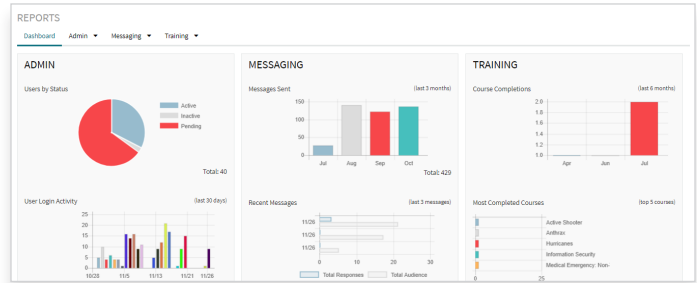 REPORTS
Dashboard Admin Messaging Training
ADMIN
Users by Status
Active
Inactive
Pending
Total: 40
User Login Activity (last 30 days)
25
20
15
10
5
0
10/28 11/5 11/13 11/21 11/26
MESSAGING
Messages Sent (last 3 months)
150
100
50
0
Jul Aug Sep Oct
Total: 429
Recent Messages (last 3 messages)
11/26
11/26
11/26
0 10 20 30
Total Responses Total Audience
TRAINING
Course Completions (last 6 months)
2.0
1.8
1.6
1.4
1.2
1.0
Apr Jun Jul
Most Completed Courses (top 5 courses)
Active Shooter
Anthrax
Hurricanes
Information Security
Medical Emergency: Non-
0 25